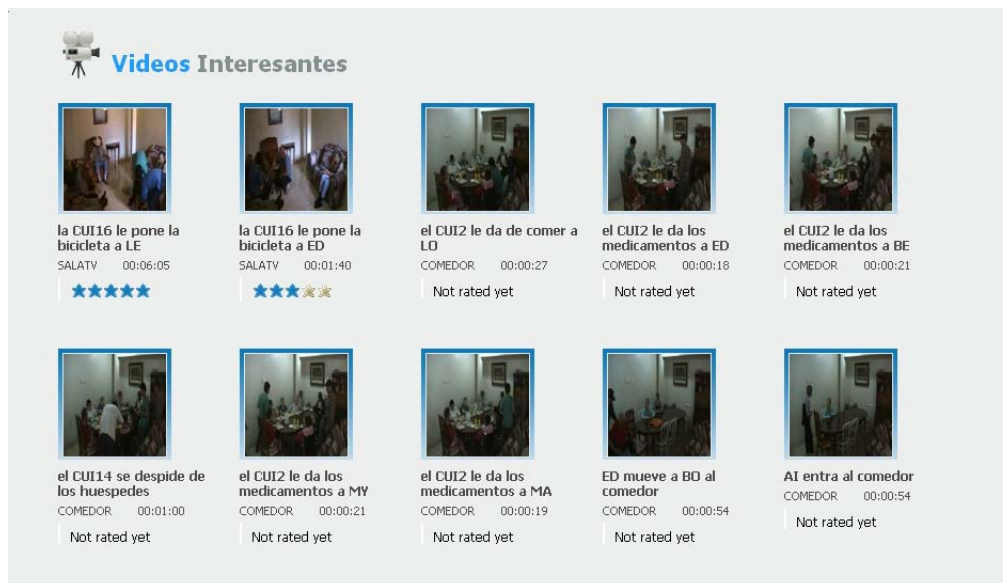 Videos Interesantes
la CUI16 le pone la
bicicleta a LE
SALATV 00:06:05
la CUI16 le pone la
bicicleta a ED
SALATV 00:01:40
el CUI2 le da de comer a
LO
COMEDOR 00:00:27
Not rated yet
el CUI2 le da los
medicamentos a ED
COMEDOR 00:00:18
Not rated yet
el CUI2 le da los
medicamentos a BE
COMEDOR 00:00:21
Not rated yet
el CUI14 se despide de
los huespedes
COMEDOR 00:01:00
Not rated yet
el CUI2 le da los
medicamentos a MY
COMEDOR 00:00:21
Not rated yet
el CUI2 le da los
medicamentos a MA
COMEDOR 00:00:19
Not rated yet
ED mueve a BO al
comedor
COMEDOR 00:00:54
Not rated yet
AI entra al comedor
COMEDOR 00:00:54
Not rated yet